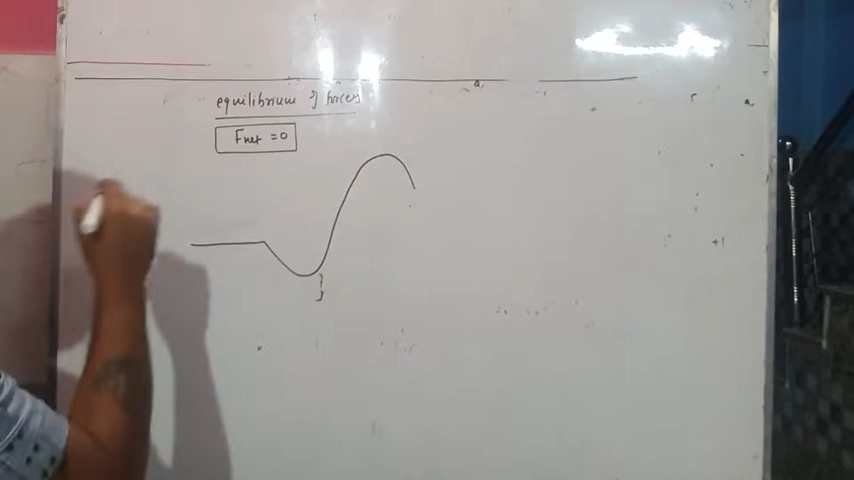 equilibrium of forces
Fnet = 0